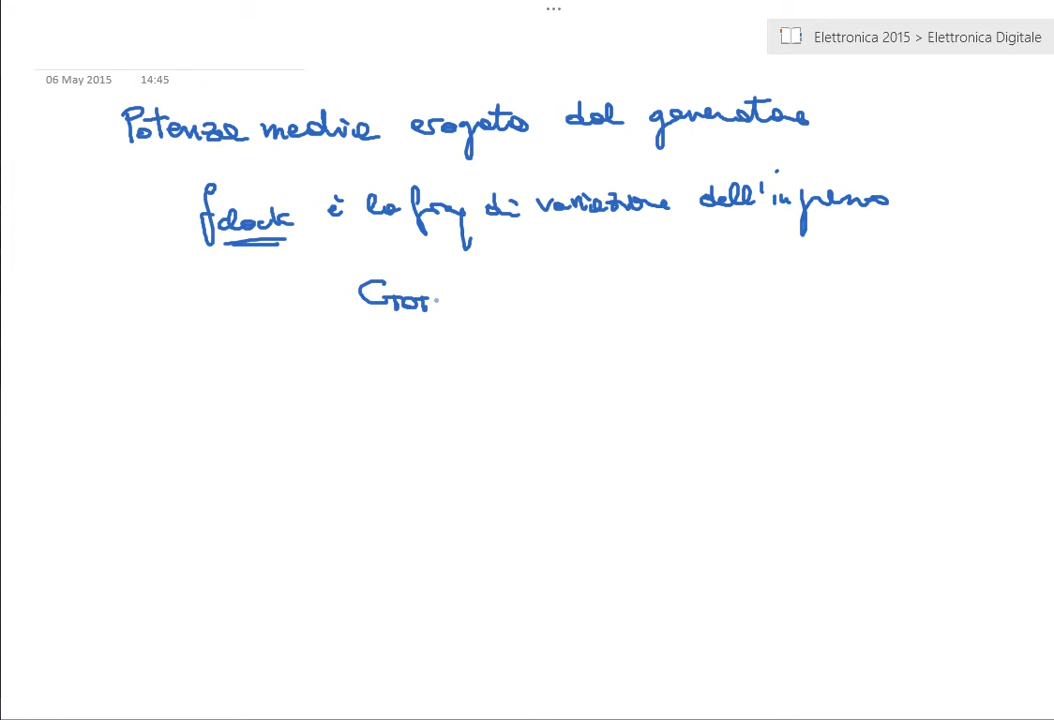 Elettronica 2015 > Elettronica Digitale
06 May 2015 14:45
Potenza media erogata dal generatore
fclock è la freq di variazione dell'ingresso
CTOT